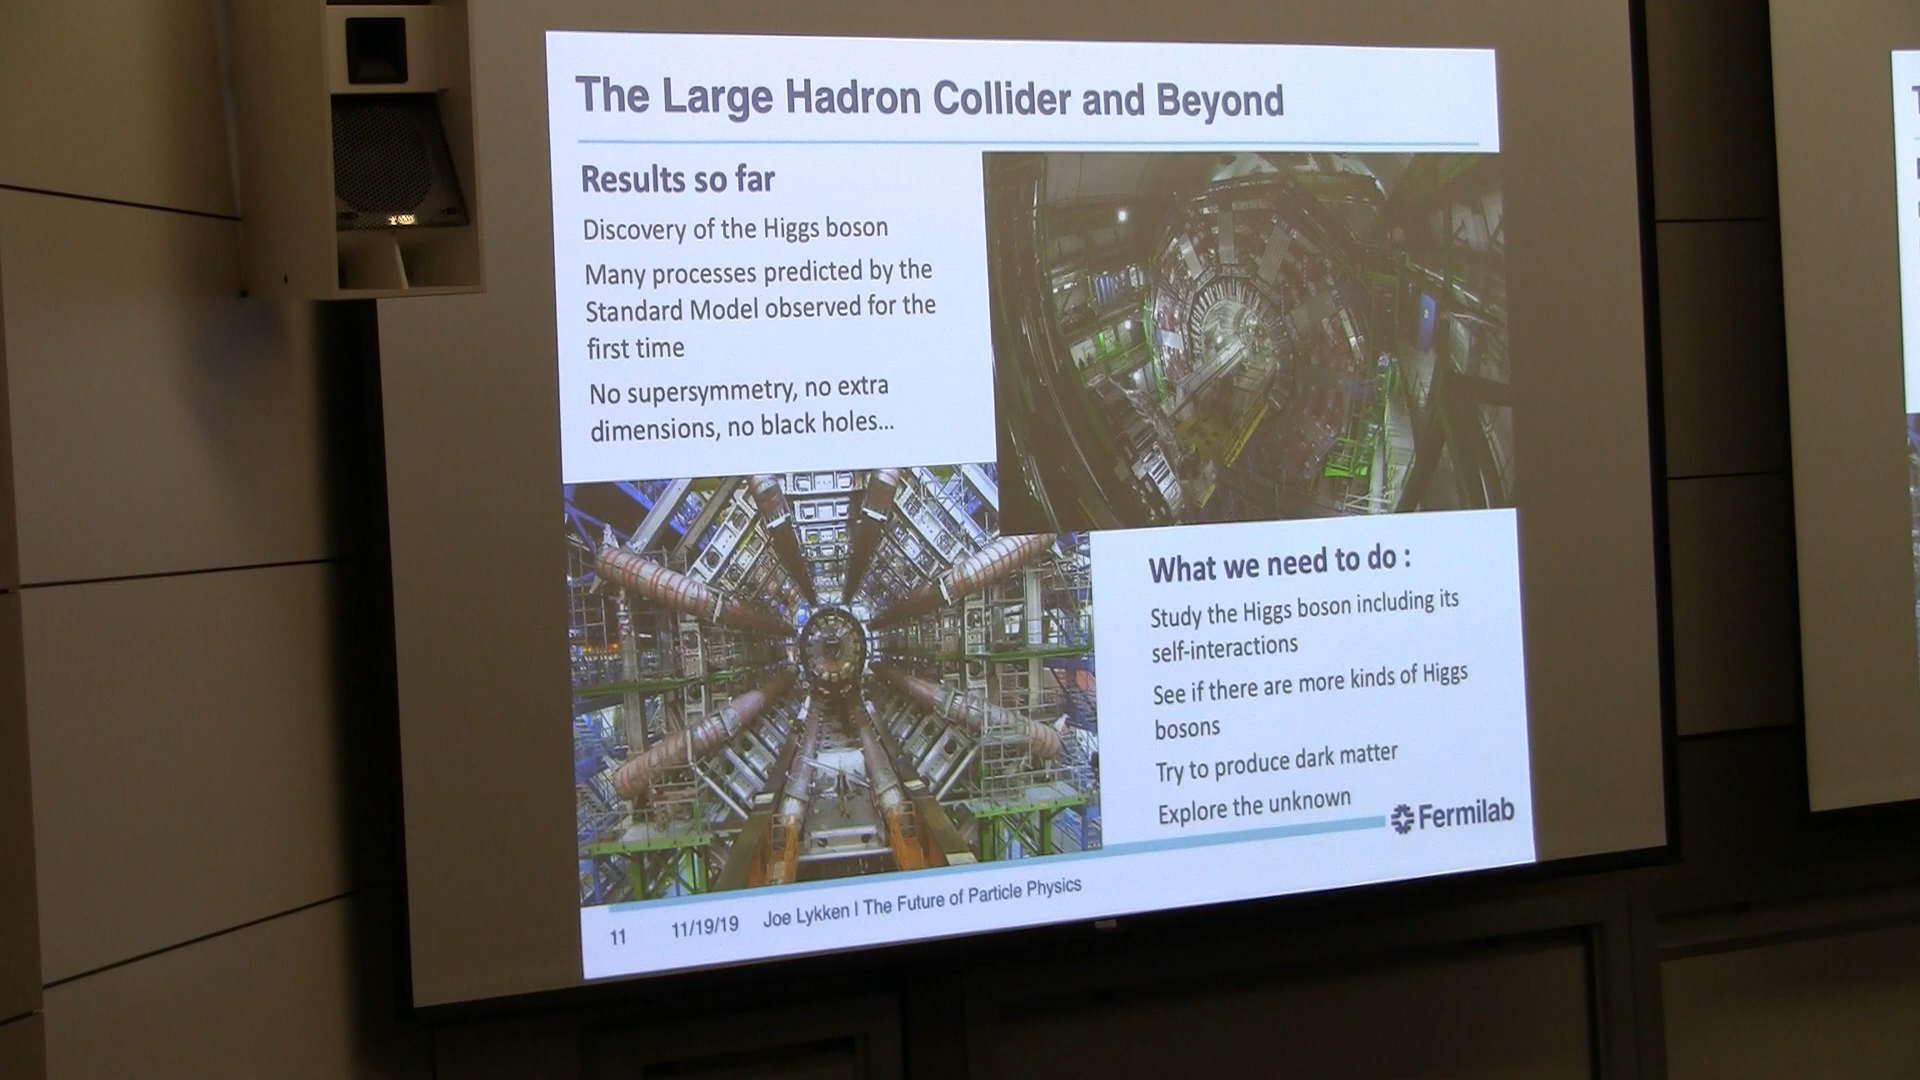 The Large Hadron Collider and Beyond
Results so far
Discovery of the Higgs boson
Many processes predicted by the
Standard Model observed for the
first time
No supersymmetry, no extra
dimensions, no black holes...
What we need to do :
Study the Higgs boson including its
self-interactions
See if there are more kinds of Higgs
bosons
Try to produce dark matter
Explore the unknown
Fermilab
11 11/19/19 Joe Lykken | The Future of Particle Physics